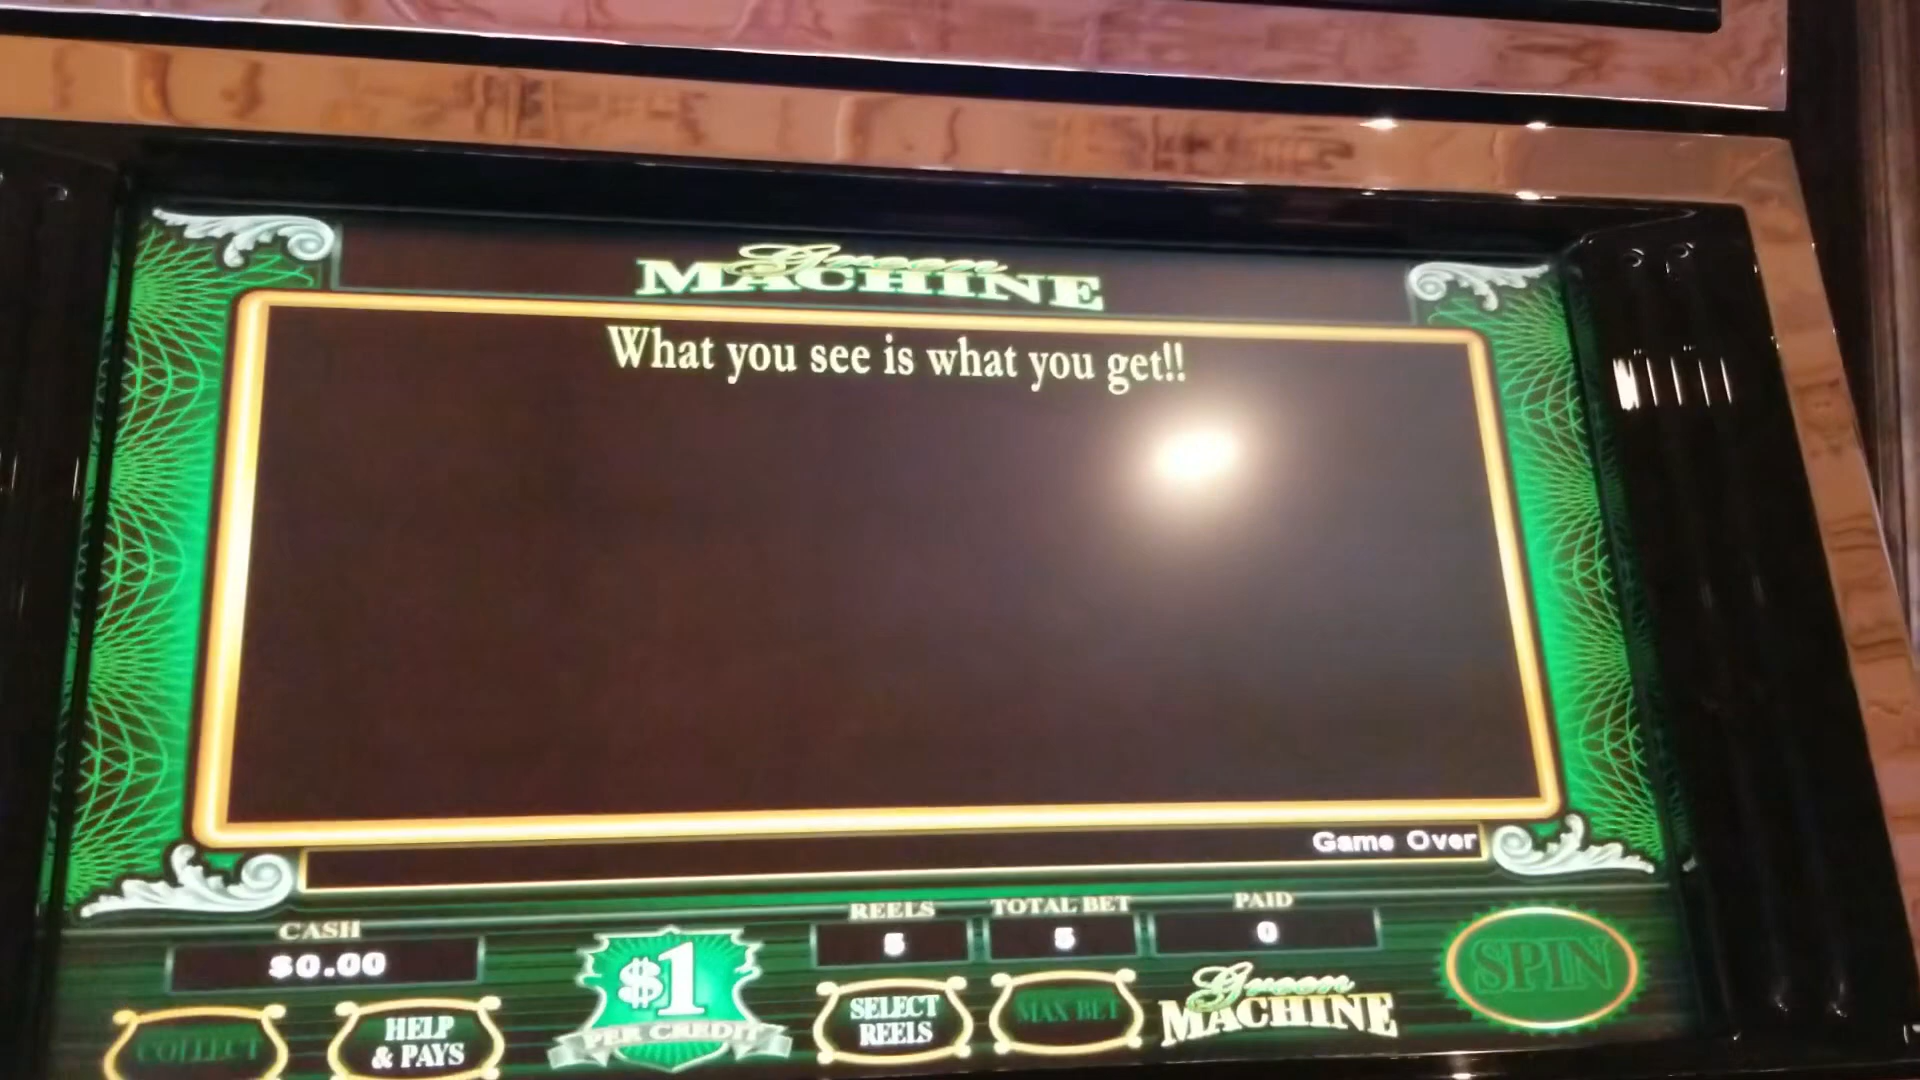 Green
MACHINE
What you see is what you get!!
Game Over
CASH
$0.00
$1
PER CREDIT
REELS
5
TOTAL BET
5
PAID
0
COLLECT
HELP
& PAYS
SELECT
REELS
MAX BET
Green
MACHINE
SPIN